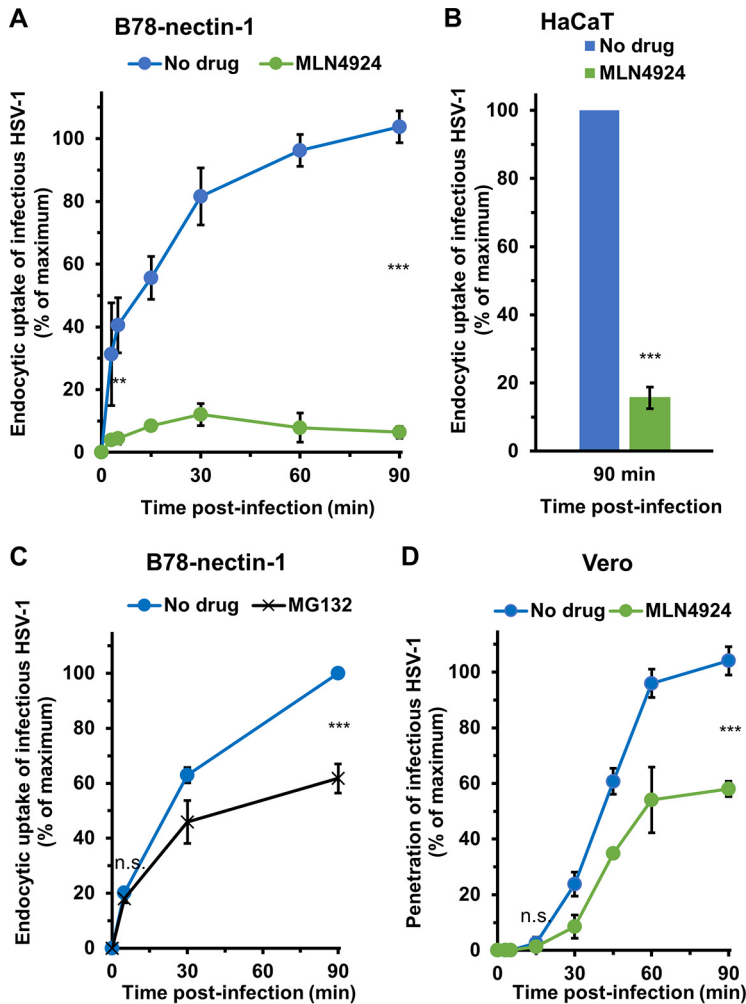 A
B78-nectin-1
No drug
MLN4924
Endocytic uptake of infectious HSV-1
(% of maximum)
100
80
60
40
20
0
***
**
0
30
60
90
Time post-infection (min)
B
HaCaT
No drug
MLN4924
Endocytic uptake of infectious HSV-1
(% of maximum)
100
80
60
40
20
0
***
90 min
Time post-infection
C
B78-nectin-1
No drug
MG132
Endocytic uptake of infectious HSV-1
(% of maximum)
100
80
60
40
20
0
***
n.s.
0
30
60
90
Time post-infection (min)
D
Vero
No drug
MLN4924
Penetration of infectious HSV-1
(% of maximum)
100
80
60
40
20
0
***
n.s.
0
30
60
90
Time post-infection (min)